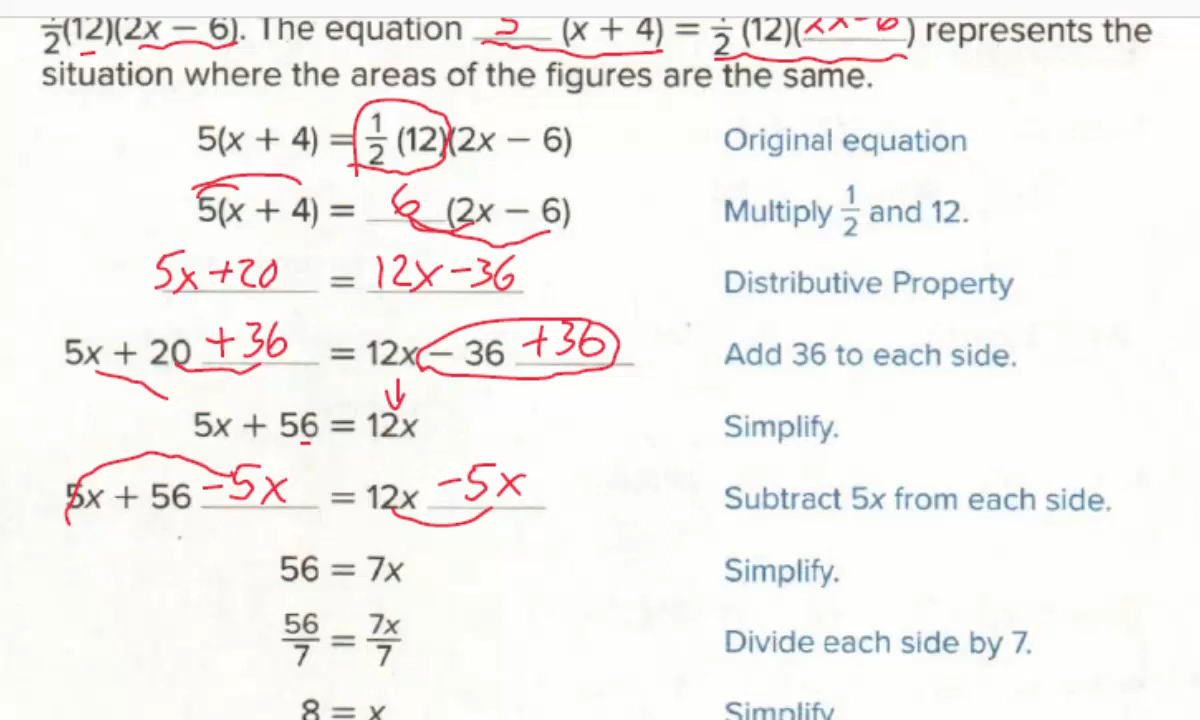 ½(12)(2x – 6). The equation 5 (x + 4) = ½ (12)(2x-6) represents the
situation where the areas of the figures are the same.
5(x + 4) = ½ (12)(2x – 6) Original equation
5(x + 4) = 6 (2x – 6) Multiply ½ and 12.
5x+20 = 12x-36 Distributive Property
5x + 20 +36 = 12x – 36 +36 Add 36 to each side.
5x + 56 = 12x Simplify.
5x + 56 -5x = 12x -5x Subtract 5x from each side.
56 = 7x Simplify.
56/7 = 7x/7 Divide each side by 7.
8 = x Simplify